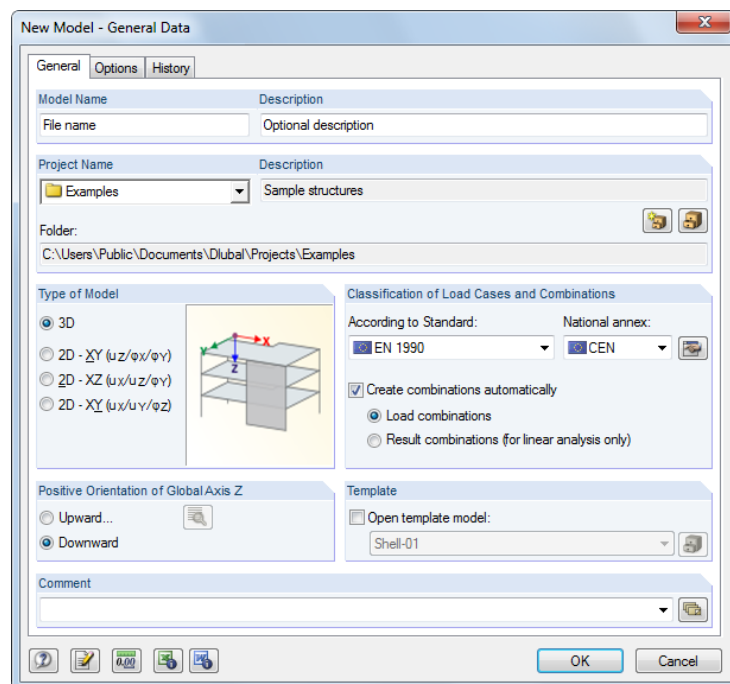 New Model - General Data
General Options History
Model Name Description
File name Optional description
Project Name Description
Examples Sample structures
Folder:
C:\Users\Public\Documents\Dlubal\Projects\Examples
Type of Model
3D
2D - XY (uZ/φX/φY)
2D - XZ (uX/uZ/φY)
2D - XY (uX/uY/φZ)
Y X
Z
Classification of Load Cases and Combinations
According to Standard: National annex:
EN 1990 CEN
Create combinations automatically
Load combinations
Result combinations (for linear analysis only)
Positive Orientation of Global Axis Z
Upward...
Downward
Template
Open template model:
Shell-01
Comment
0.00
OK Cancel